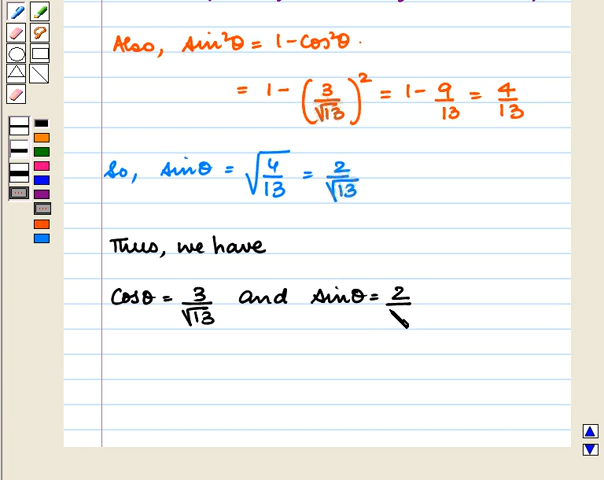 Also, sin²θ = 1 - cos²θ.
= 1 - (3/√13)² = 1 - 9/13 = 4/13
So, sinθ = √(4/13) = 2/√13
Thus, we have
cosθ = 3/√13 and sinθ = 2/